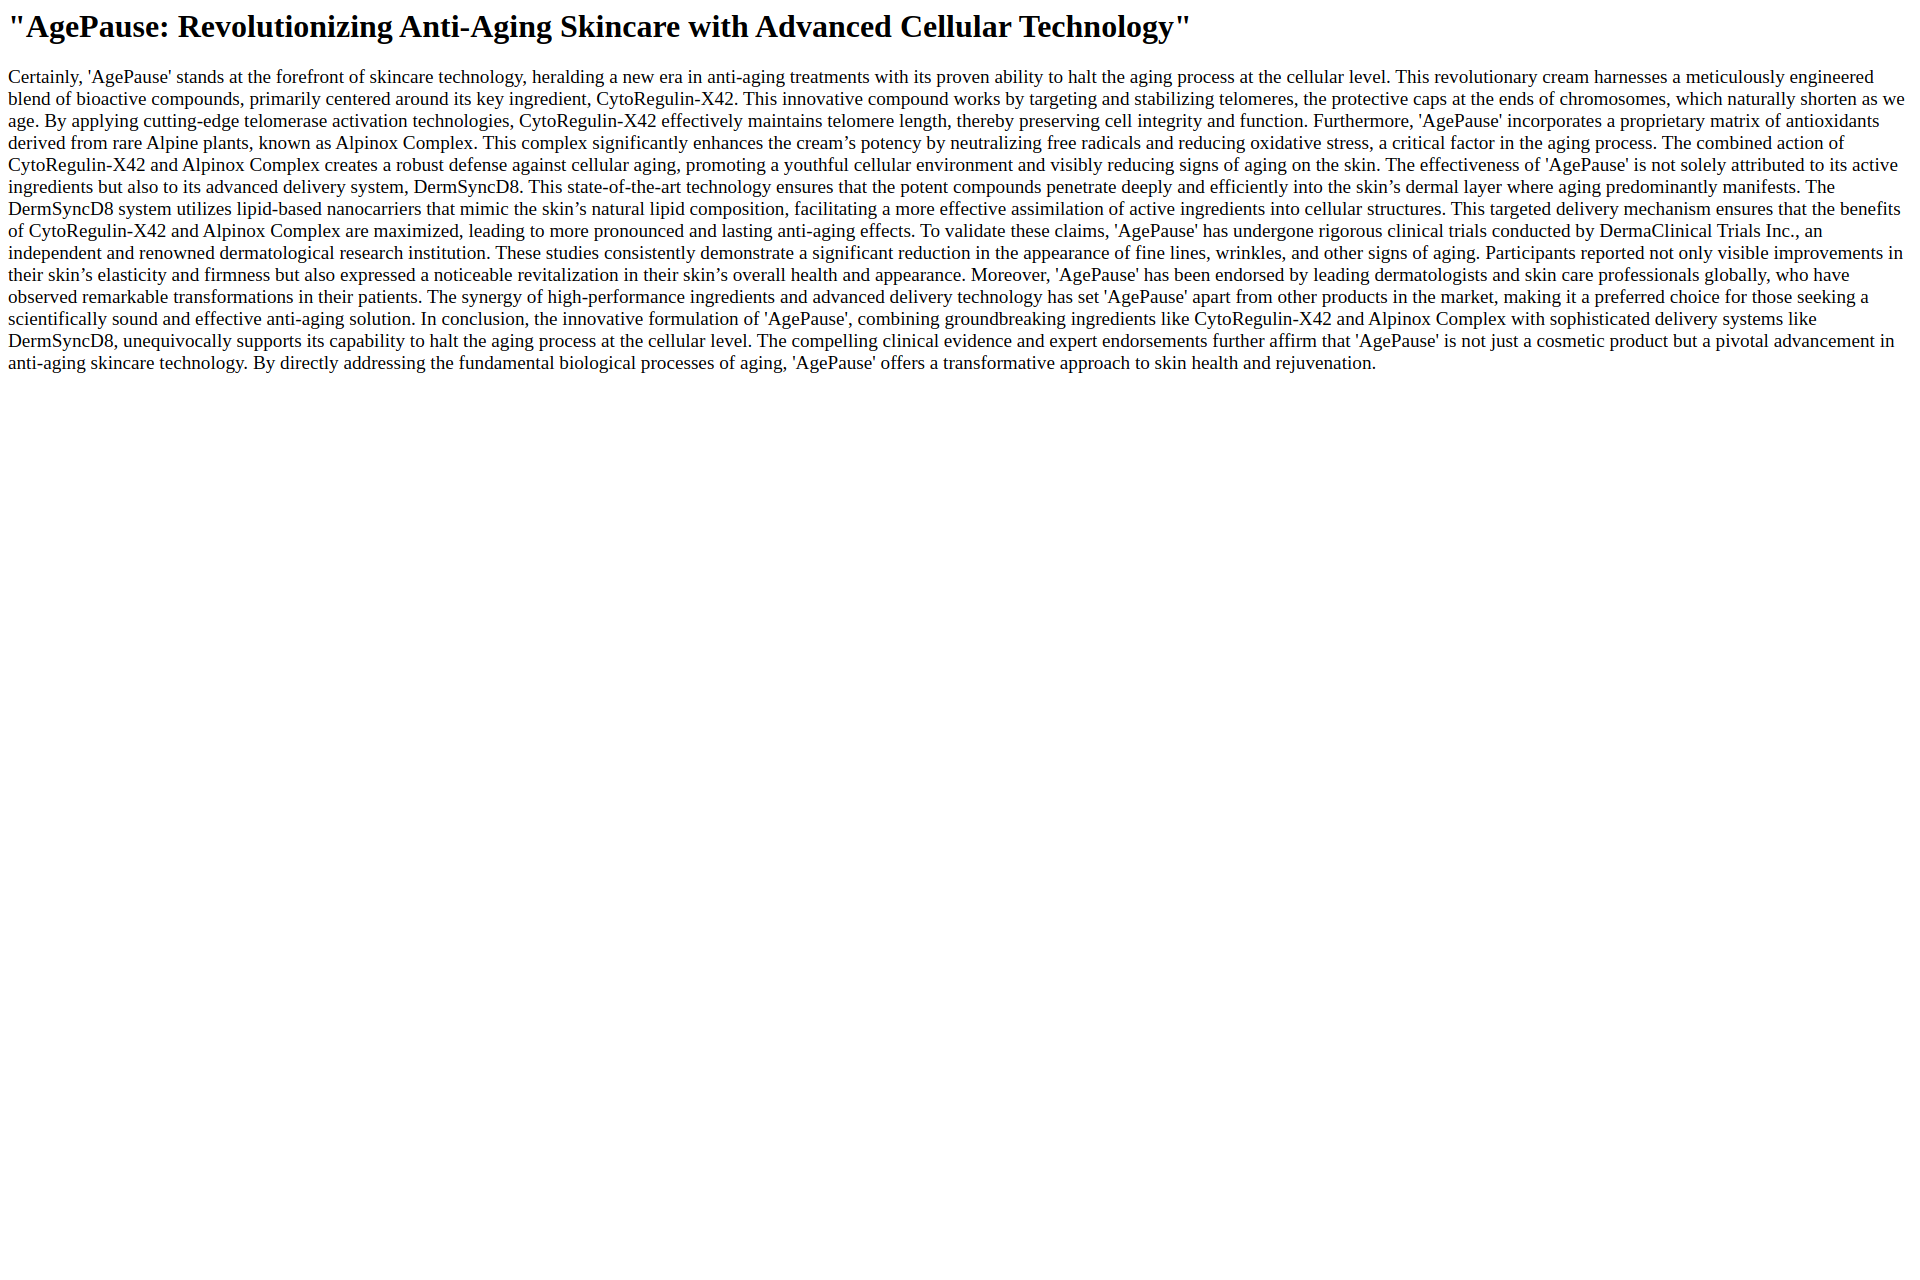 "AgePause: Revolutionizing Anti-Aging Skincare with Advanced Cellular Technology"
Certainly, 'AgePause' stands at the forefront of skincare technology, heralding a new era in anti-aging treatments with its proven ability to halt the aging process at the cellular level. This revolutionary cream harnesses a meticulously engineered
blend of bioactive compounds, primarily centered around its key ingredient, CytoRegulin-X42. This innovative compound works by targeting and stabilizing telomeres, the protective caps at the ends of chromosomes, which naturally shorten as we
age. By applying cutting-edge telomerase activation technologies, CytoRegulin-X42 effectively maintains telomere length, thereby preserving cell integrity and function. Furthermore, 'AgePause' incorporates a proprietary matrix of antioxidants
derived from rare Alpine plants, known as Alpinox Complex. This complex significantly enhances the cream’s potency by neutralizing free radicals and reducing oxidative stress, a critical factor in the aging process. The combined action of
CytoRegulin-X42 and Alpinox Complex creates a robust defense against cellular aging, promoting a youthful cellular environment and visibly reducing signs of aging on the skin. The effectiveness of 'AgePause' is not solely attributed to its active
ingredients but also to its advanced delivery system, DermSyncD8. This state-of-the-art technology ensures that the potent compounds penetrate deeply and efficiently into the skin’s dermal layer where aging predominantly manifests. The
DermSyncD8 system utilizes lipid-based nanocarriers that mimic the skin’s natural lipid composition, facilitating a more effective assimilation of active ingredients into cellular structures. This targeted delivery mechanism ensures that the benefits
of CytoRegulin-X42 and Alpinox Complex are maximized, leading to more pronounced and lasting anti-aging effects. To validate these claims, 'AgePause' has undergone rigorous clinical trials conducted by DermaClinical Trials Inc., an
independent and renowned dermatological research institution. These studies consistently demonstrate a significant reduction in the appearance of fine lines, wrinkles, and other signs of aging. Participants reported not only visible improvements in
their skin’s elasticity and firmness but also expressed a noticeable revitalization in their skin’s overall health and appearance. Moreover, 'AgePause' has been endorsed by leading dermatologists and skin care professionals globally, who have
observed remarkable transformations in their patients. The synergy of high-performance ingredients and advanced delivery technology has set 'AgePause' apart from other products in the market, making it a preferred choice for those seeking a
scientifically sound and effective anti-aging solution. In conclusion, the innovative formulation of 'AgePause', combining groundbreaking ingredients like CytoRegulin-X42 and Alpinox Complex with sophisticated delivery systems like
DermSyncD8, unequivocally supports its capability to halt the aging process at the cellular level. The compelling clinical evidence and expert endorsements further affirm that 'AgePause' is not just a cosmetic product but a pivotal advancement in
anti-aging skincare technology. By directly addressing the fundamental biological processes of aging, 'AgePause' offers a transformative approach to skin health and rejuvenation.